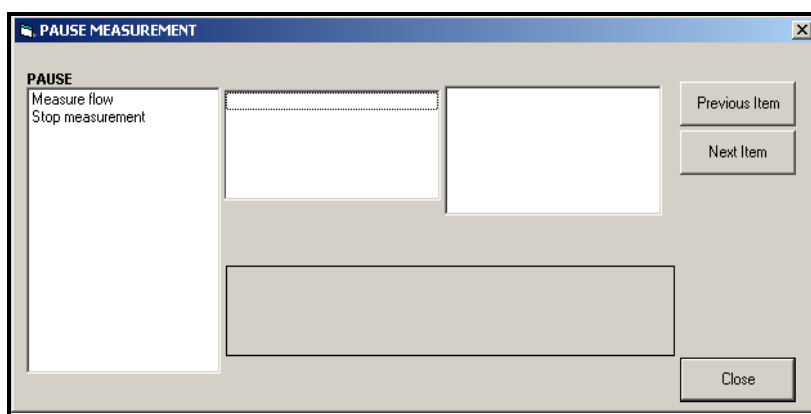 PAUSE MEASUREMENT
PAUSE
Measure flow
Stop measurement
Previous Item
Next Item
Close